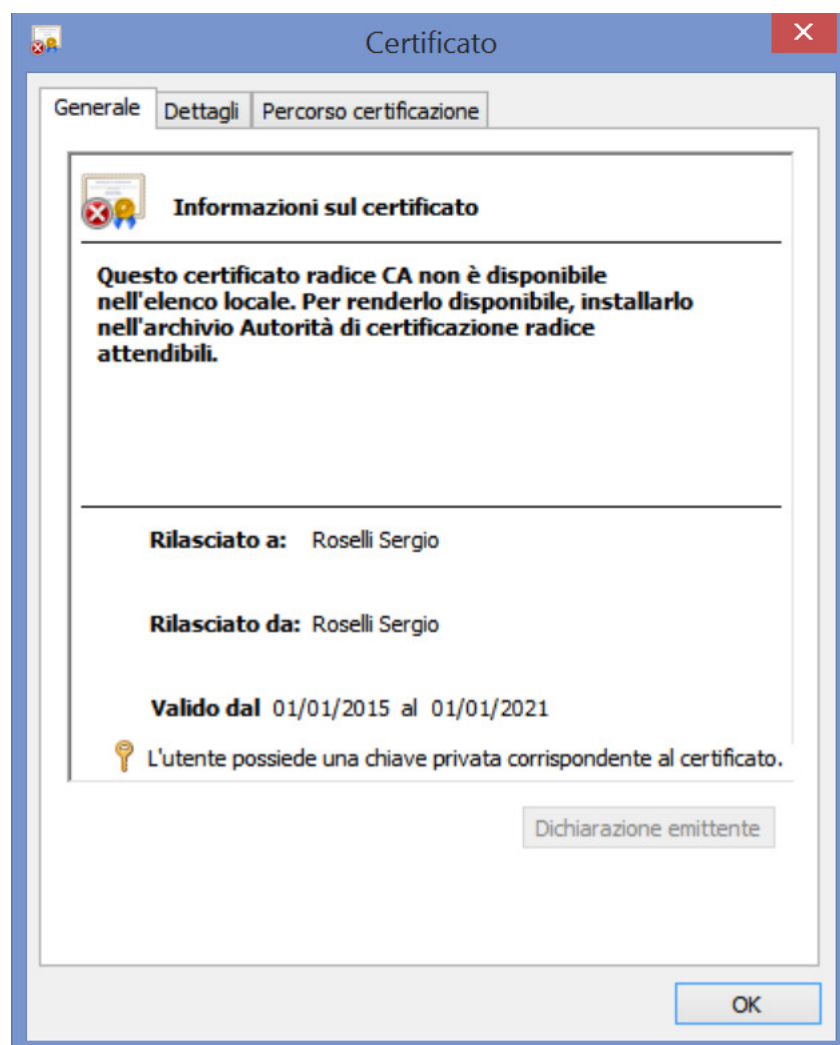 Certificato
Generale
Dettagli
Percorso certificazione
Informazioni sul certificato
Questo certificato radice CA non è disponibile
nell'elenco locale. Per renderlo disponibile, installarlo
nell'archivio Autorità di certificazione radice
attendibili.
Rilasciato a: Roselli Sergio
Rilasciato da: Roselli Sergio
Valido dal 01/01/2015 al 01/01/2021
L'utente possiede una chiave privata corrispondente al certificato.
Dichiarazione emittente
OK